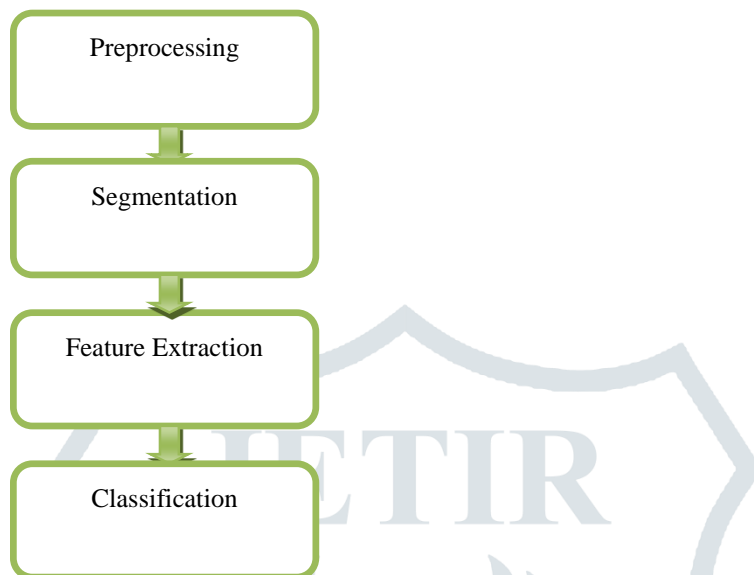 Preprocessing
Segmentation
Feature Extraction
JETIR
Classification